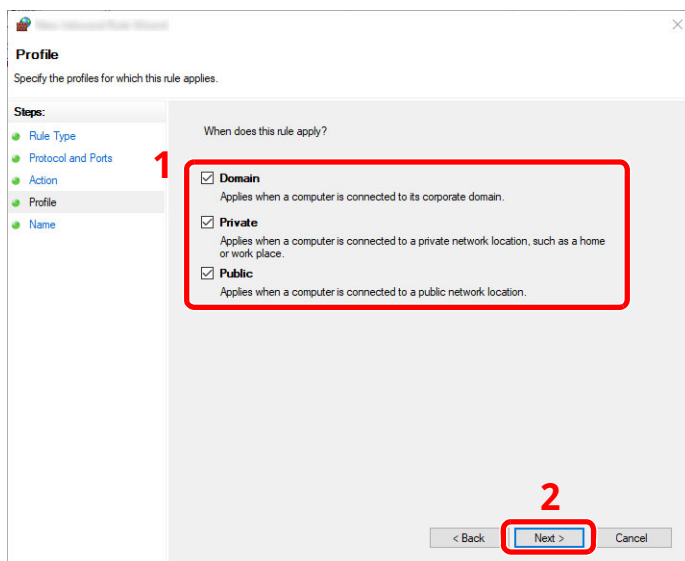 Profile
Specify the profiles for which this rule applies.
Steps:
Rule Type
Protocol and Ports
Action
Profile
Name
When does this rule apply?
1
Domain
Applies when a computer is connected to its corporate domain.
Private
Applies when a computer is connected to a private network location, such as a home
or work place.
Public
Applies when a computer is connected to a public network location.
2
< Back
Next >
Cancel